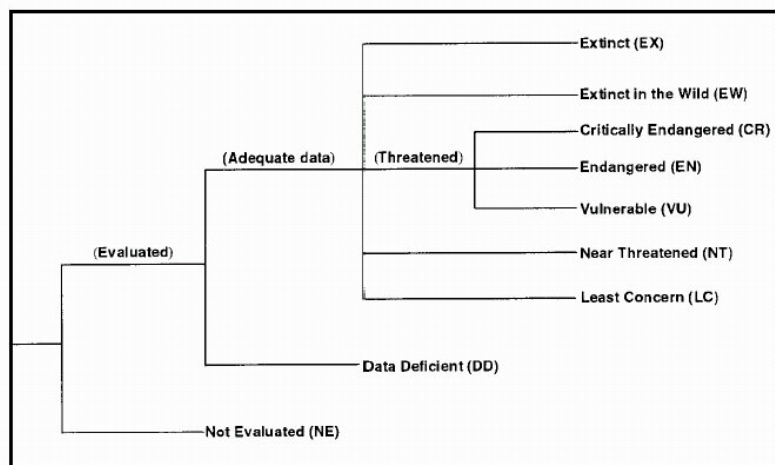 Extinct (EX)
Extinct in the Wild (EW)
Critically Endangered (CR)
(Adequate data)
(Threatened)
Endangered (EN)
Vulnerable (VU)
(Evaluated)
Near Threatened (NT)
Least Concern (LC)
Data Deficient (DD)
Not Evaluated (NE)